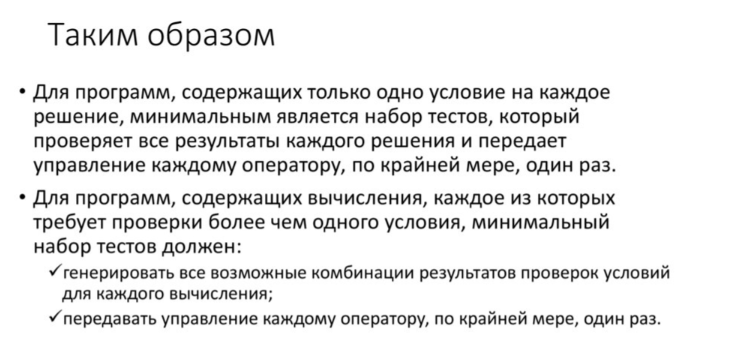 Таким образом
• Для программ, содержащих только одно условие на каждое
решение, минимальным является набор тестов, который
проверяет все результаты каждого решения и передает
управление каждому оператору, по крайней мере, один раз.
• Для программ, содержащих вычисления, каждое из которых
требует проверки более чем одного условия, минимальный
набор тестов должен:
✓генерировать все возможные комбинации результатов проверок условий
для каждого вычисления;
✓передавать управление каждому оператору, по крайней мере, один раз.